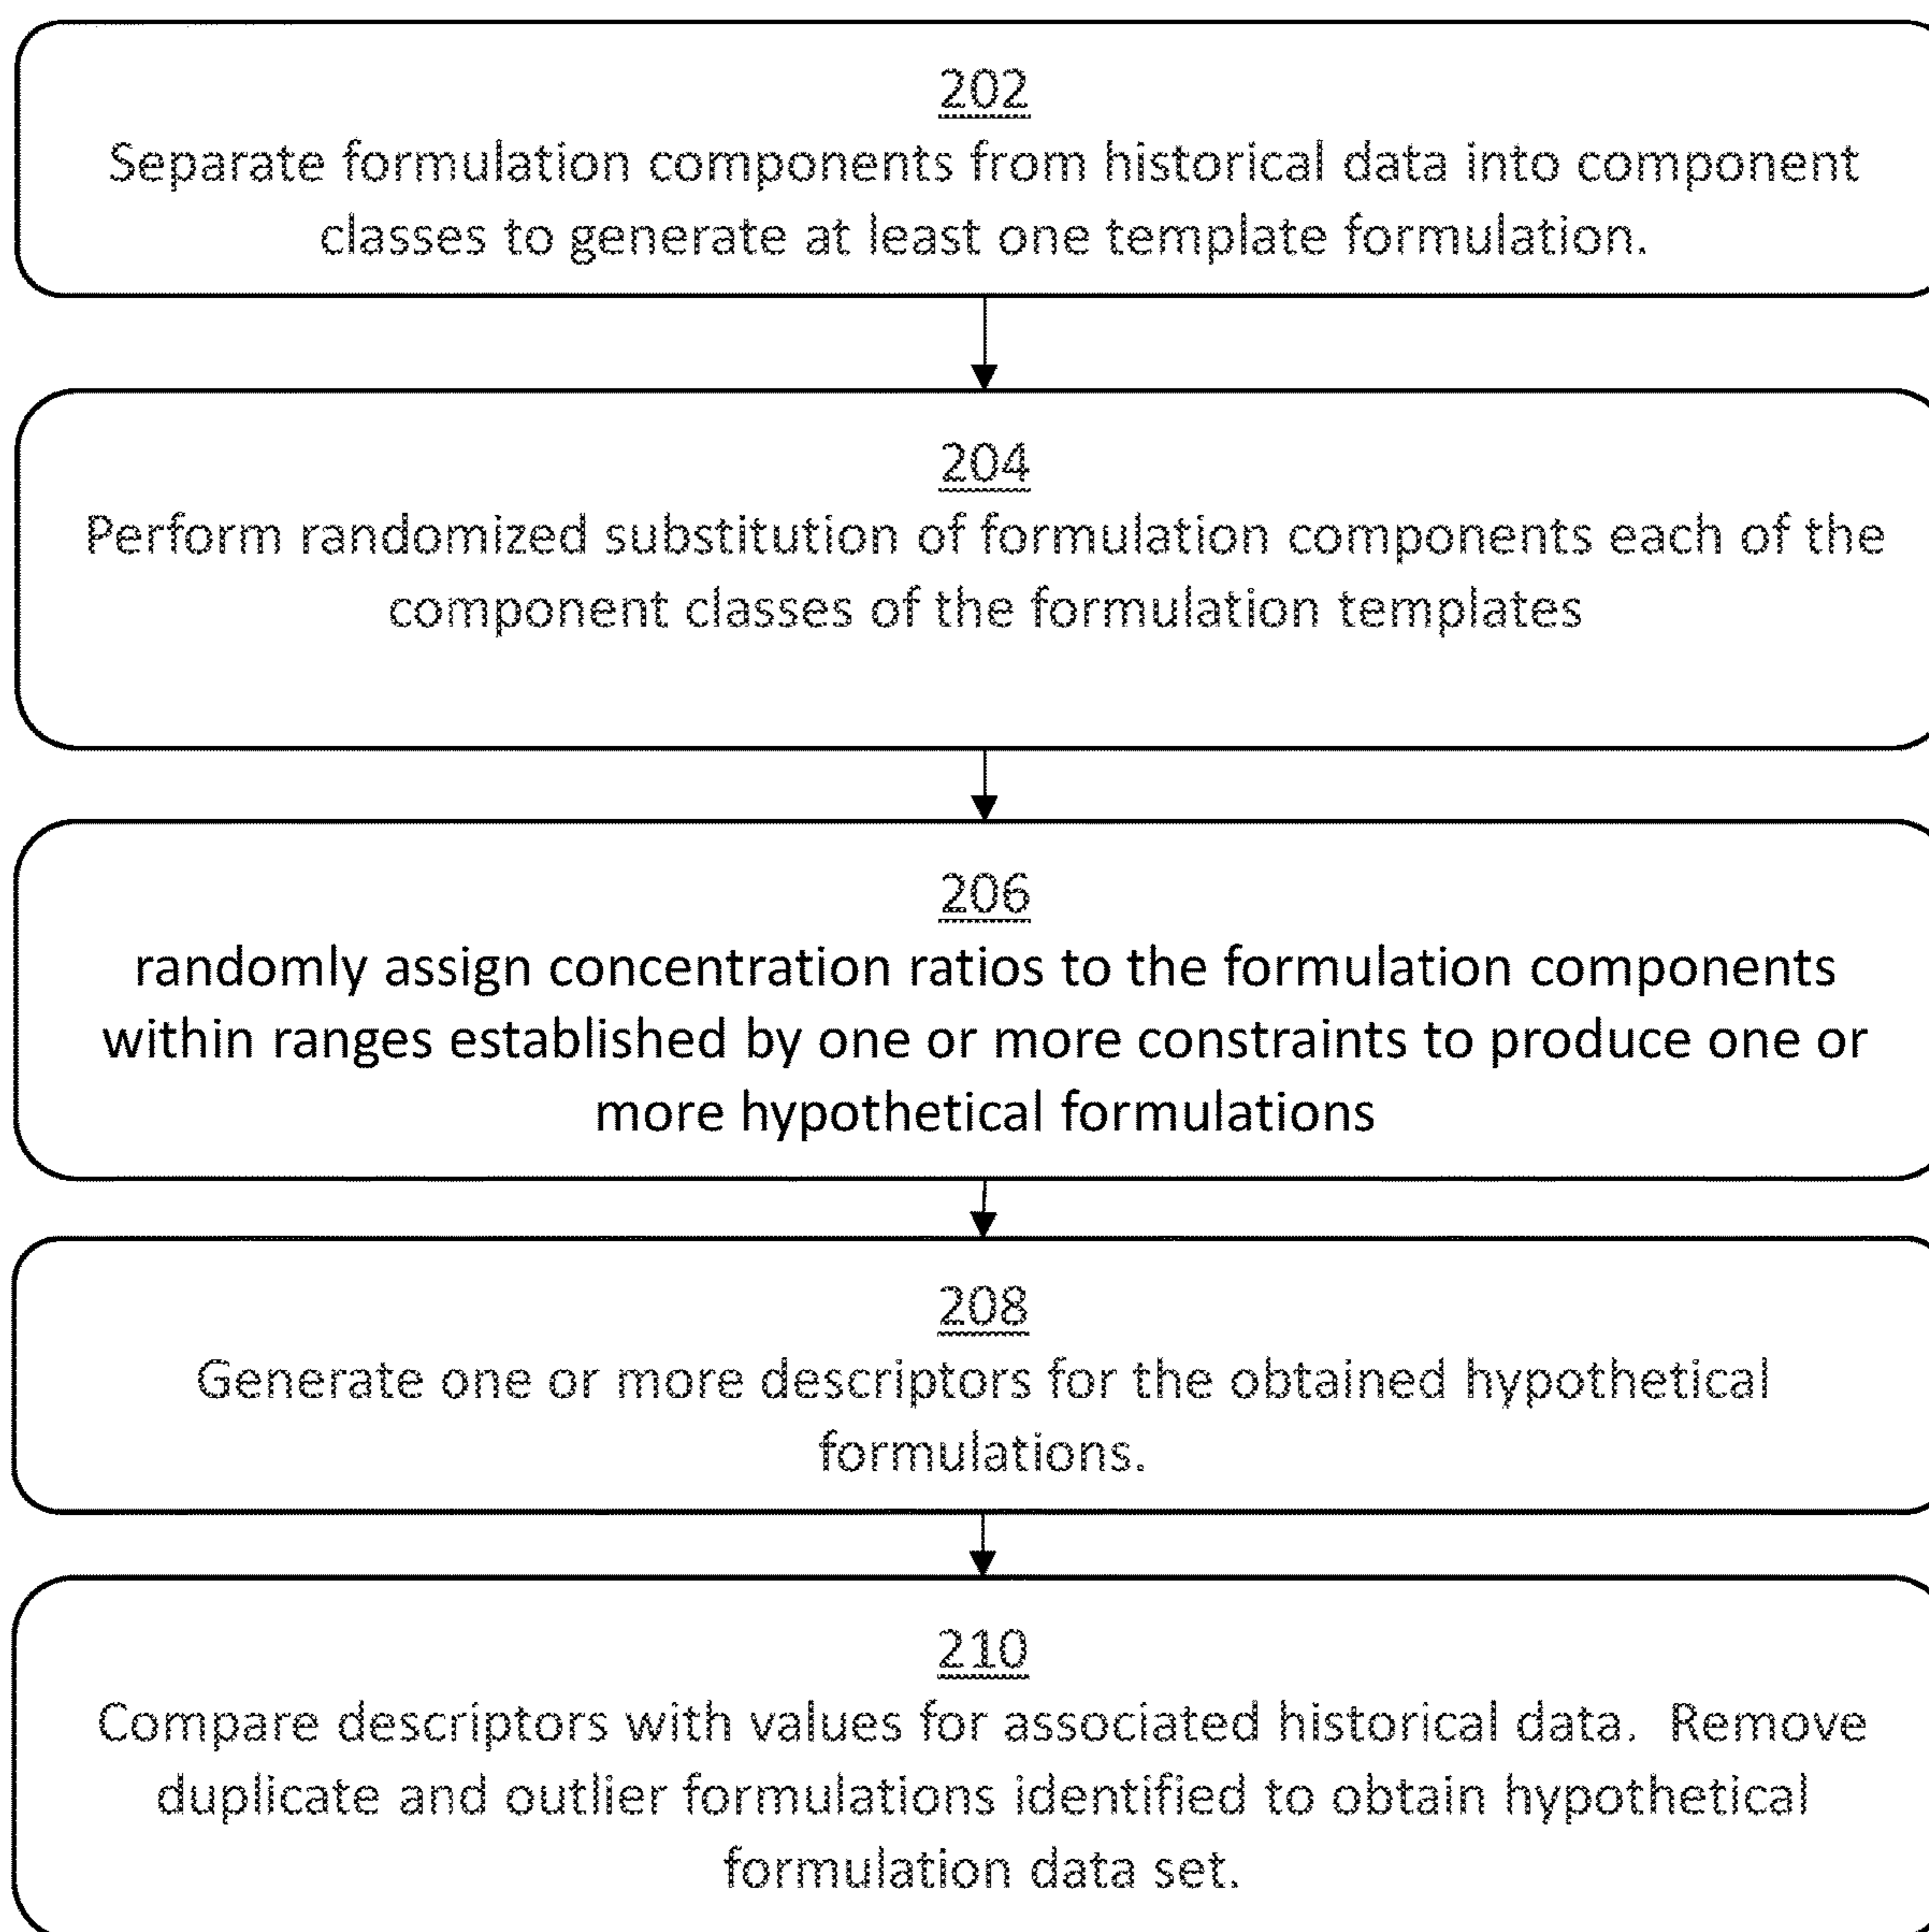 202
Separate formulation components from historical data into component
classes to generate at least one template formulation.
204
Perform randomized substitution of formulation components each of the
component classes of the formulation templates
206
randomly assign concentration ratios to the formulation components
within ranges established by one or more constraints to produce one or
more hypothetical formulations
208
Generate one or more descriptors for the obtained hypothetical
formulations.
210
Compare descriptors with values for associated historical data.  Remove
duplicate and outlier formulations identified to obtain hypothetical
formulation data set.